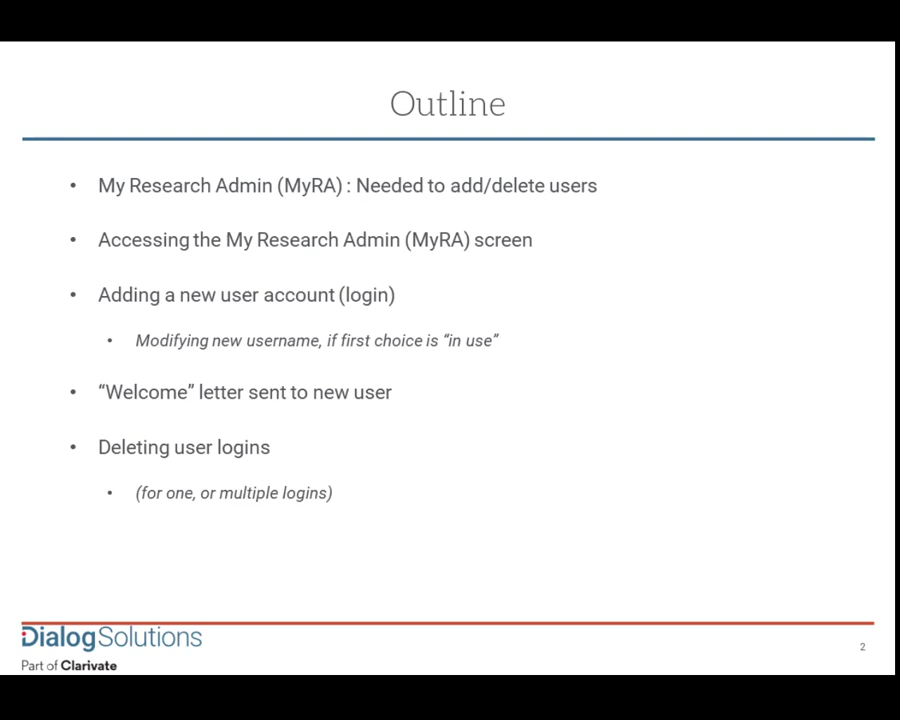 Outline
• My Research Admin (MyRA) : Needed to add/delete users
• Accessing the My Research Admin (MyRA) screen
• Adding a new user account (login)
• Modifying new username, if first choice is “in use”
• “Welcome” letter sent to new user
• Deleting user logins
• (for one, or multiple logins)
DialogSolutions
Part of Clarivate
2